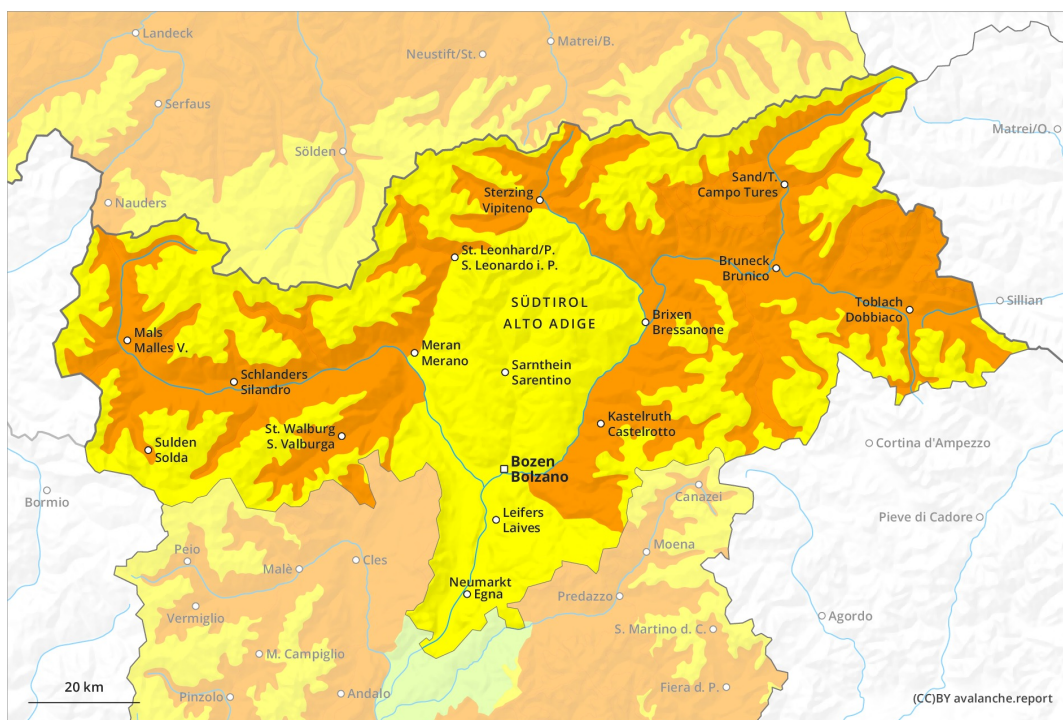 Landeck
Matrei/B.
Neustift/St.
Serfaus
Matrei/O.
Sölden
Sand/T.
Campo Tures
Sterzing
Vipiteno
Nauders
St. Leonhard/P.
S. Leonardo i. P.
Bruneck
Brunico
SÜDTIROL
ALTO ADIGE
Toblach
Dobbiaco
Sillian
Brixen
Bressanone
Mals
Malles V.
Meran
Merano
Sarnthein
Sarentino
Schlanders
Silandro
Kastelruth
Castelrotto
St. Walburg
S. Valburga
Sulden
Solda
Cortina d'Ampezzo
Bozen
Bolzano
Bormio
Canazei
Leifers
Laives
Pieve di Cadore
Peio
Moena
Cles
Malè
Neumarkt
Egna
Predazzo
Vermiglio
Agordo
S. Martino d. C.
M. Campiglio
20 km
Pinzolo
Andalo
Fiera d. P.
(CC)BY avalanche.report